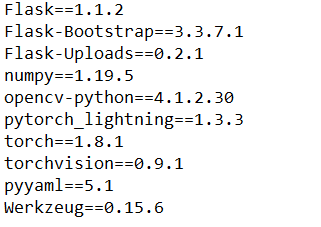 Flask==1.1.2
Flask-Bootstrap==3.3.7.1
Flask-Uploads==0.2.1
numpy==1.19.5
opencv-python==4.1.2.30
pytorch_lightning==1.3.3
torch==1.8.1
torchvision==0.9.1
pyyaml==5.1
Werkzeug==0.15.6